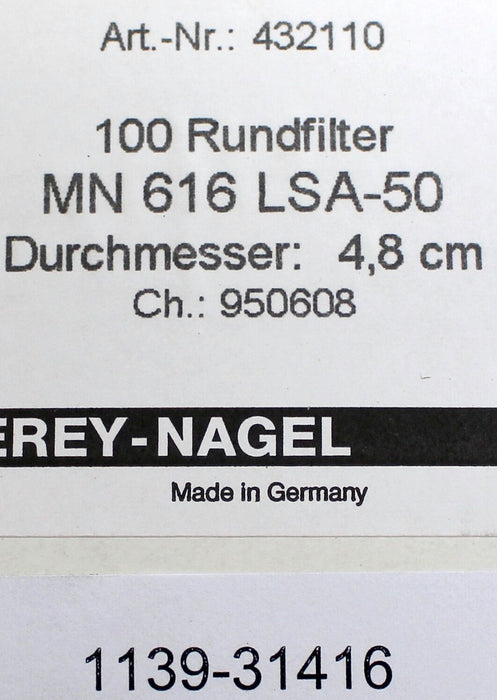 Art.-Nr.: 432110
100 Rundfilter
MN 616 LSA-50
Durchmesser: 4,8 cm
Ch.: 950608
EREY-NAGEL
Made in Germany
1139-31416